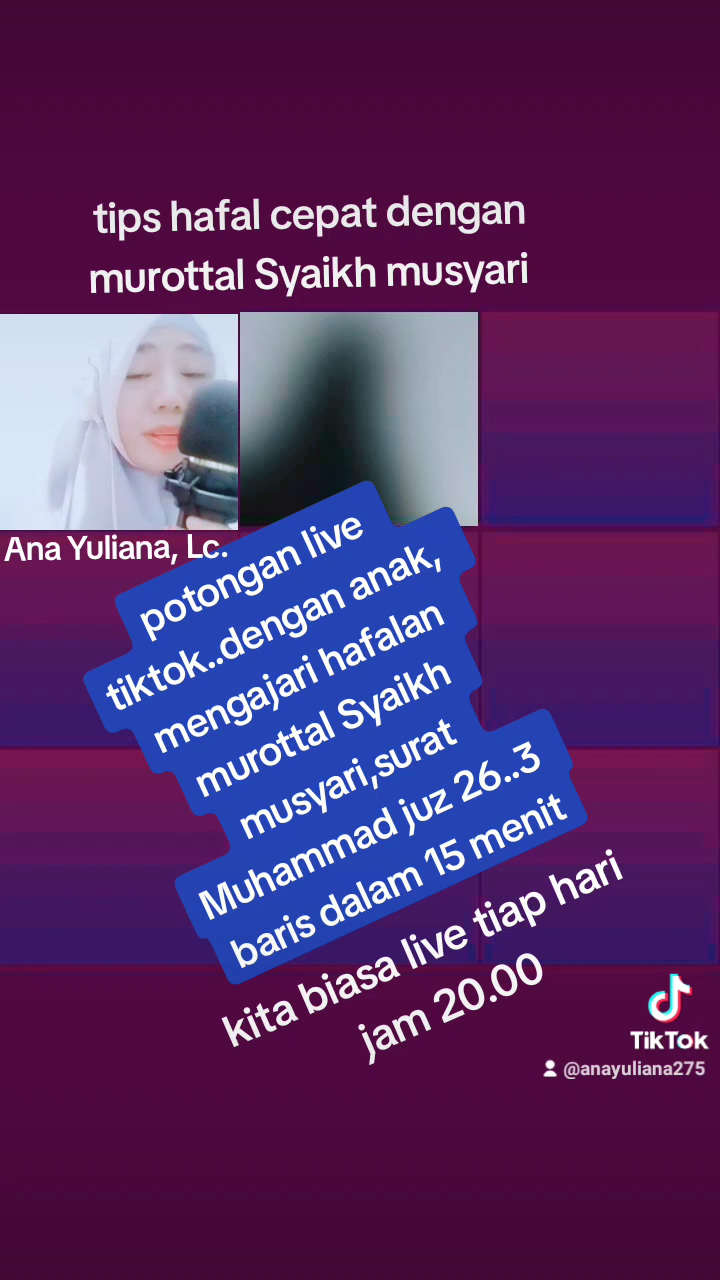 tips hafal cepat dengan
murottal Syaikh musyari
Ana Yuliana, Lc.
potongan live
tiktok..dengan anak,
mengajari hafalan
murottal Syaikh
musyari,surat
Muhammad juz 26..3
baris dalam 15 menit
kita biasa live tiap hari
jam 20.00
TikTok
@anayuliana275